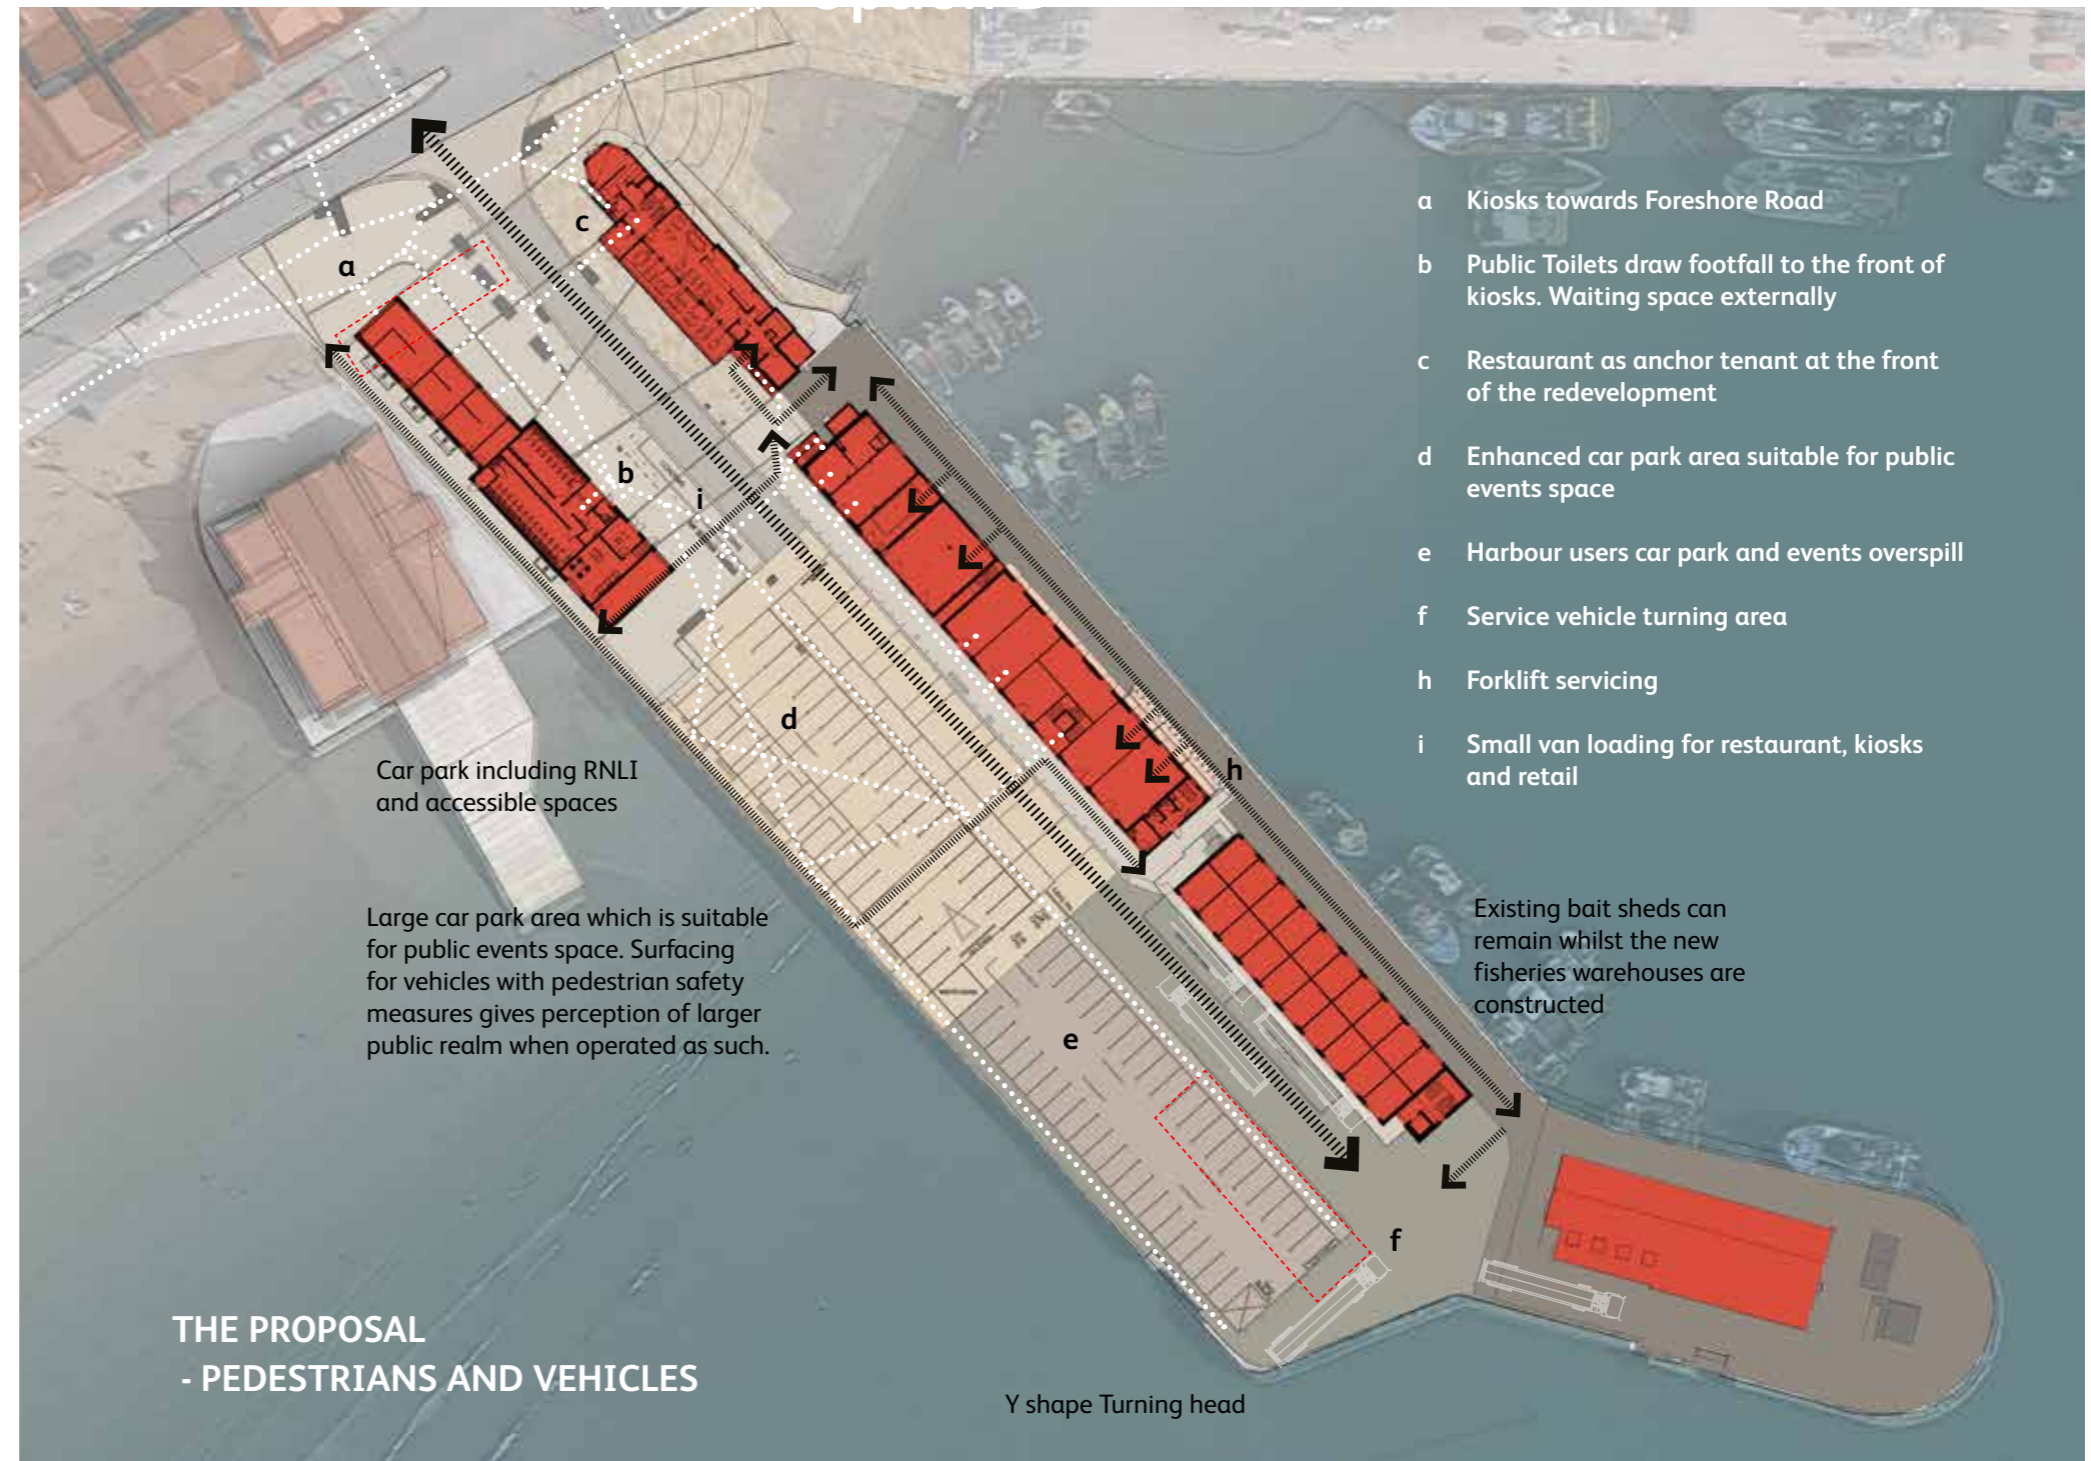 a Kiosks towards Foreshore Road
b Public Toilets draw footfall to the front of
kiosks. Waiting space externally
c Restaurant as anchor tenant at the front
of the redevelopment
d Enhanced car park area suitable for public
events space
e Harbour users car park and events overspill
f Service vehicle turning area
h Forklift servicing
i Small van loading for restaurant, kiosks
and retail
c
a
b
i
d
h
e
f
Car park including RNLI
and accessible spaces
Large car park area which is suitable
for public events space. Surfacing
for vehicles with pedestrian safety
measures gives perception of larger
public realm when operated as such.
Existing bait sheds can
remain whilst the new
fisheries warehouses are
constructed
THE PROPOSAL
- PEDESTRIANS AND VEHICLES
Y shape Turning head